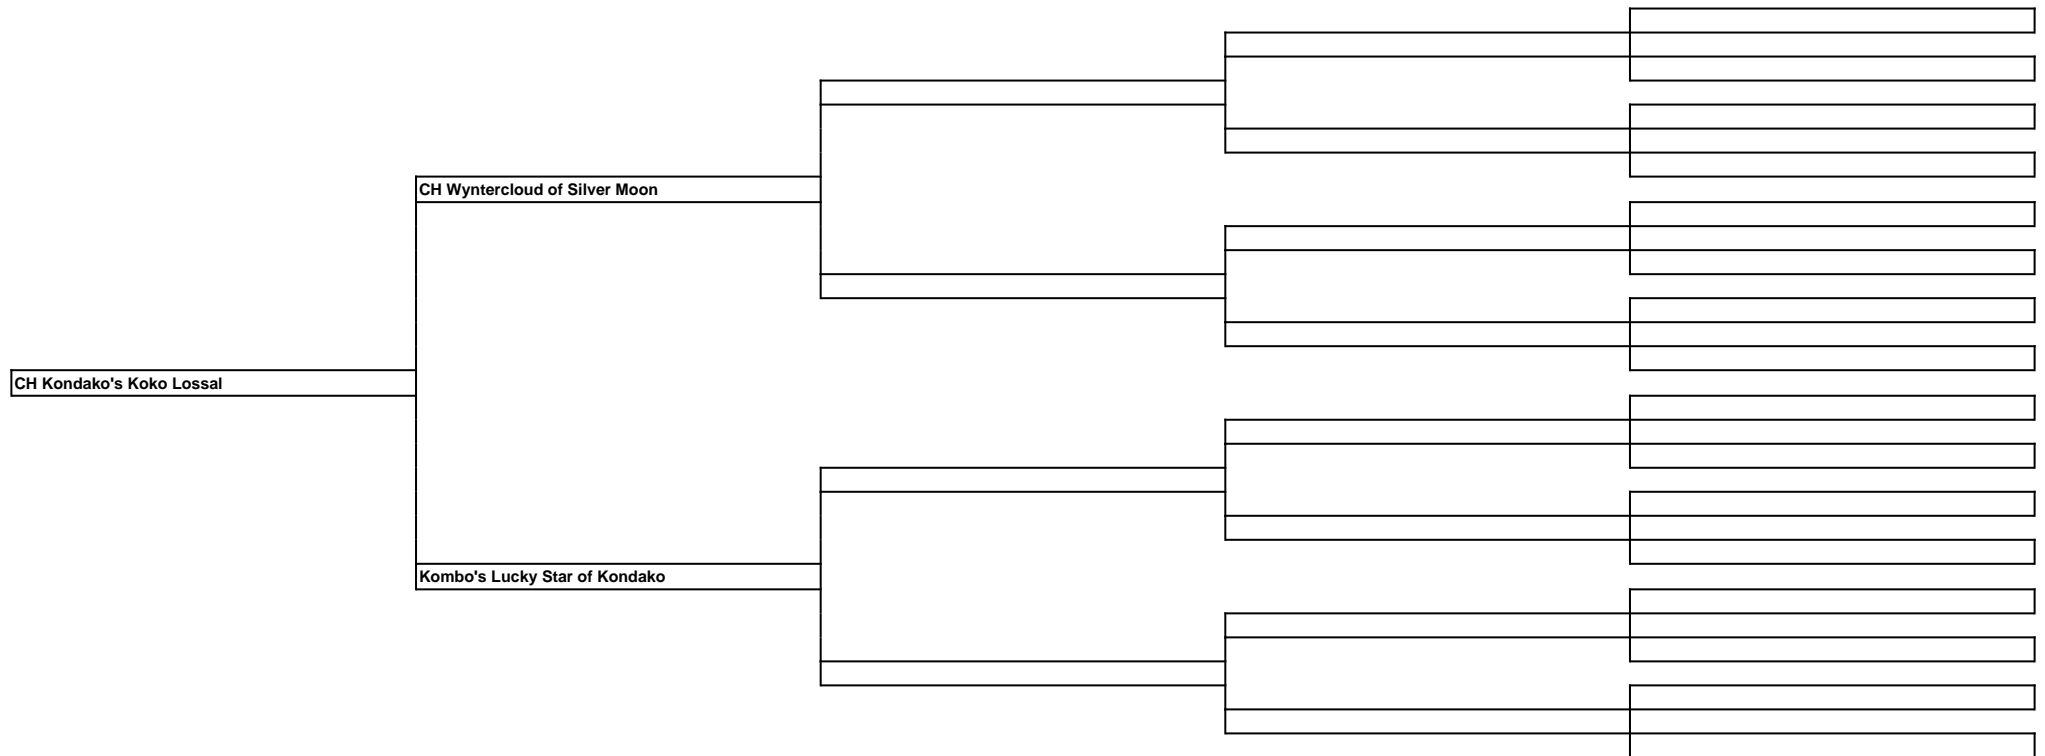 CH Wyntercloud of Silver Moon
CH Kondako's Koko Lossal
Kombo's Lucky Star of Kondako